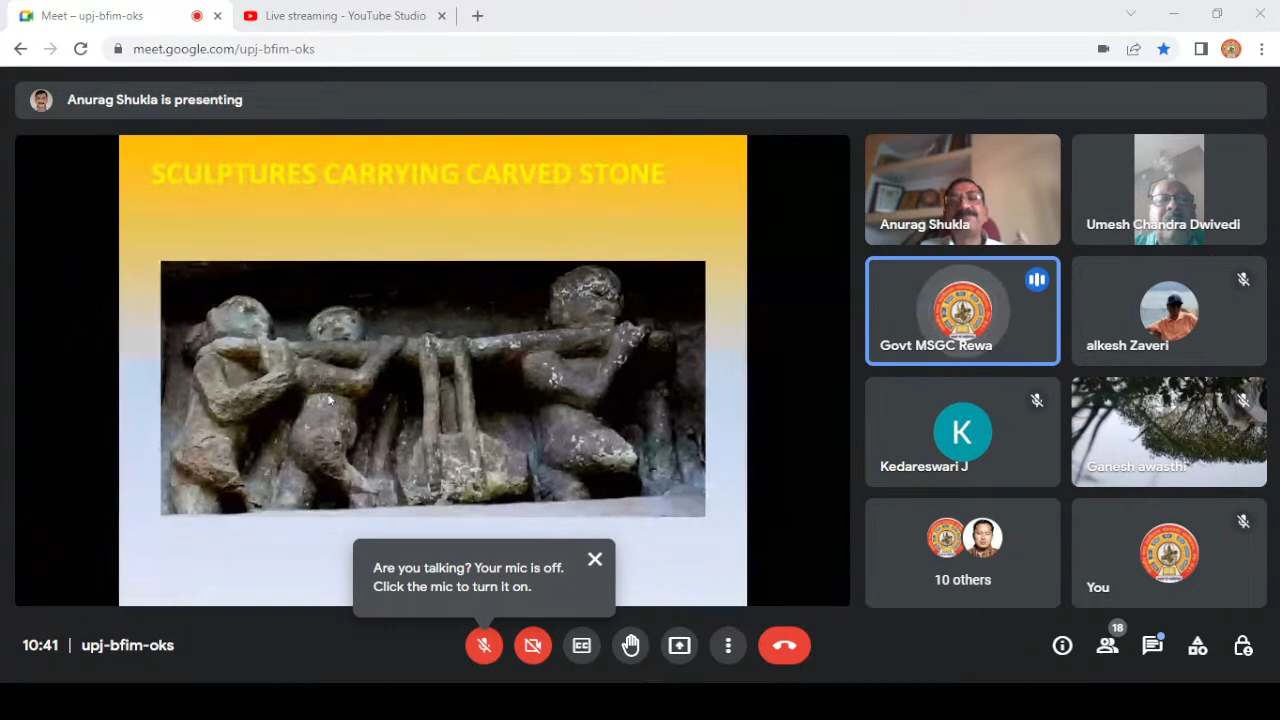 Meet – upj-bfim-oks
Live streaming - YouTube Studio
meet.google.com/upj-bfim-oks
Anurag Shukla is presenting
SCULPTURES CARRYING CARVED STONE
Anurag Shukla
Umesh Chandra Dwivedi
Govt MSGC Rewa
alkesh Zaveri
K
Kedareswari J
Ganesh awasthi
10 others
You
Are you talking? Your mic is off.
Click the mic to turn it on.
10:41 | upj-bfim-oks
CC
18